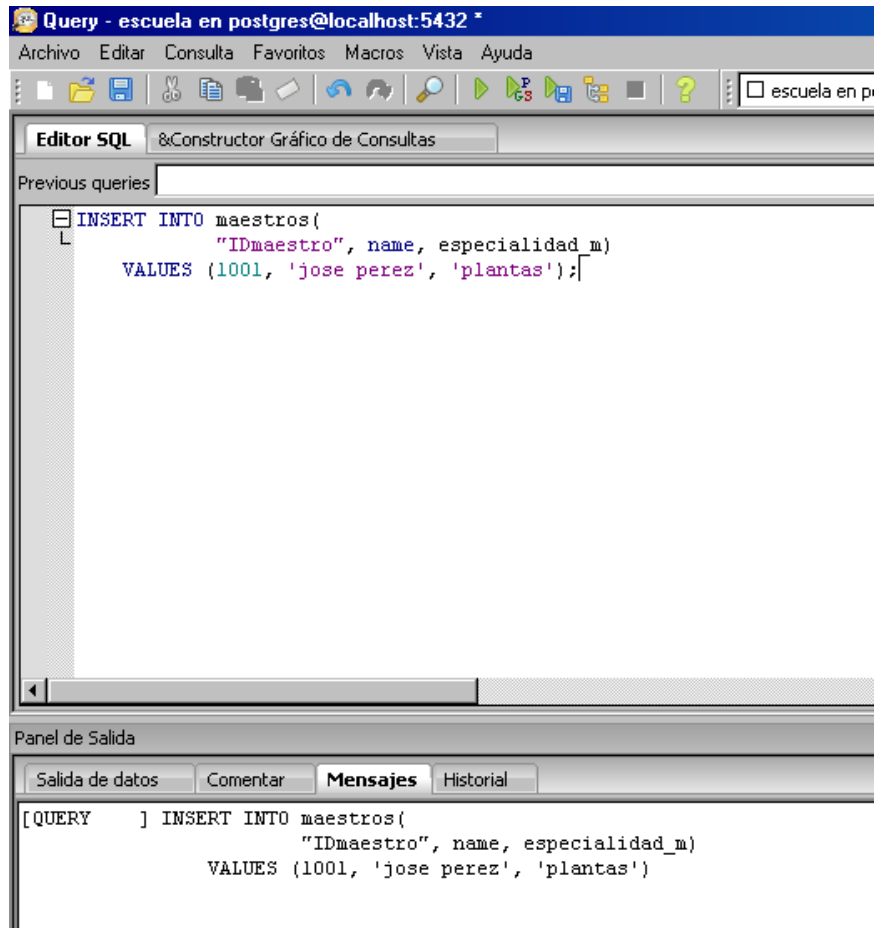 Query - escuela en postgres@localhost:5432 *
Archivo Editar Consulta Favoritos Macros Vista Ayuda
escuela en
Editor SQL &Constructor Gráfico de Consultas
Previous queries
INSERT INTO maestros(
"IDmaestro", name, especialidad_m)
VALUES (1001, 'jose perez', 'plantas');
Panel de Salida
Salida de datos Comentar Mensajes Historial
[QUERY ] INSERT INTO maestros(
"IDmaestro", name, especialidad_m)
VALUES (1001, 'jose perez', 'plantas')